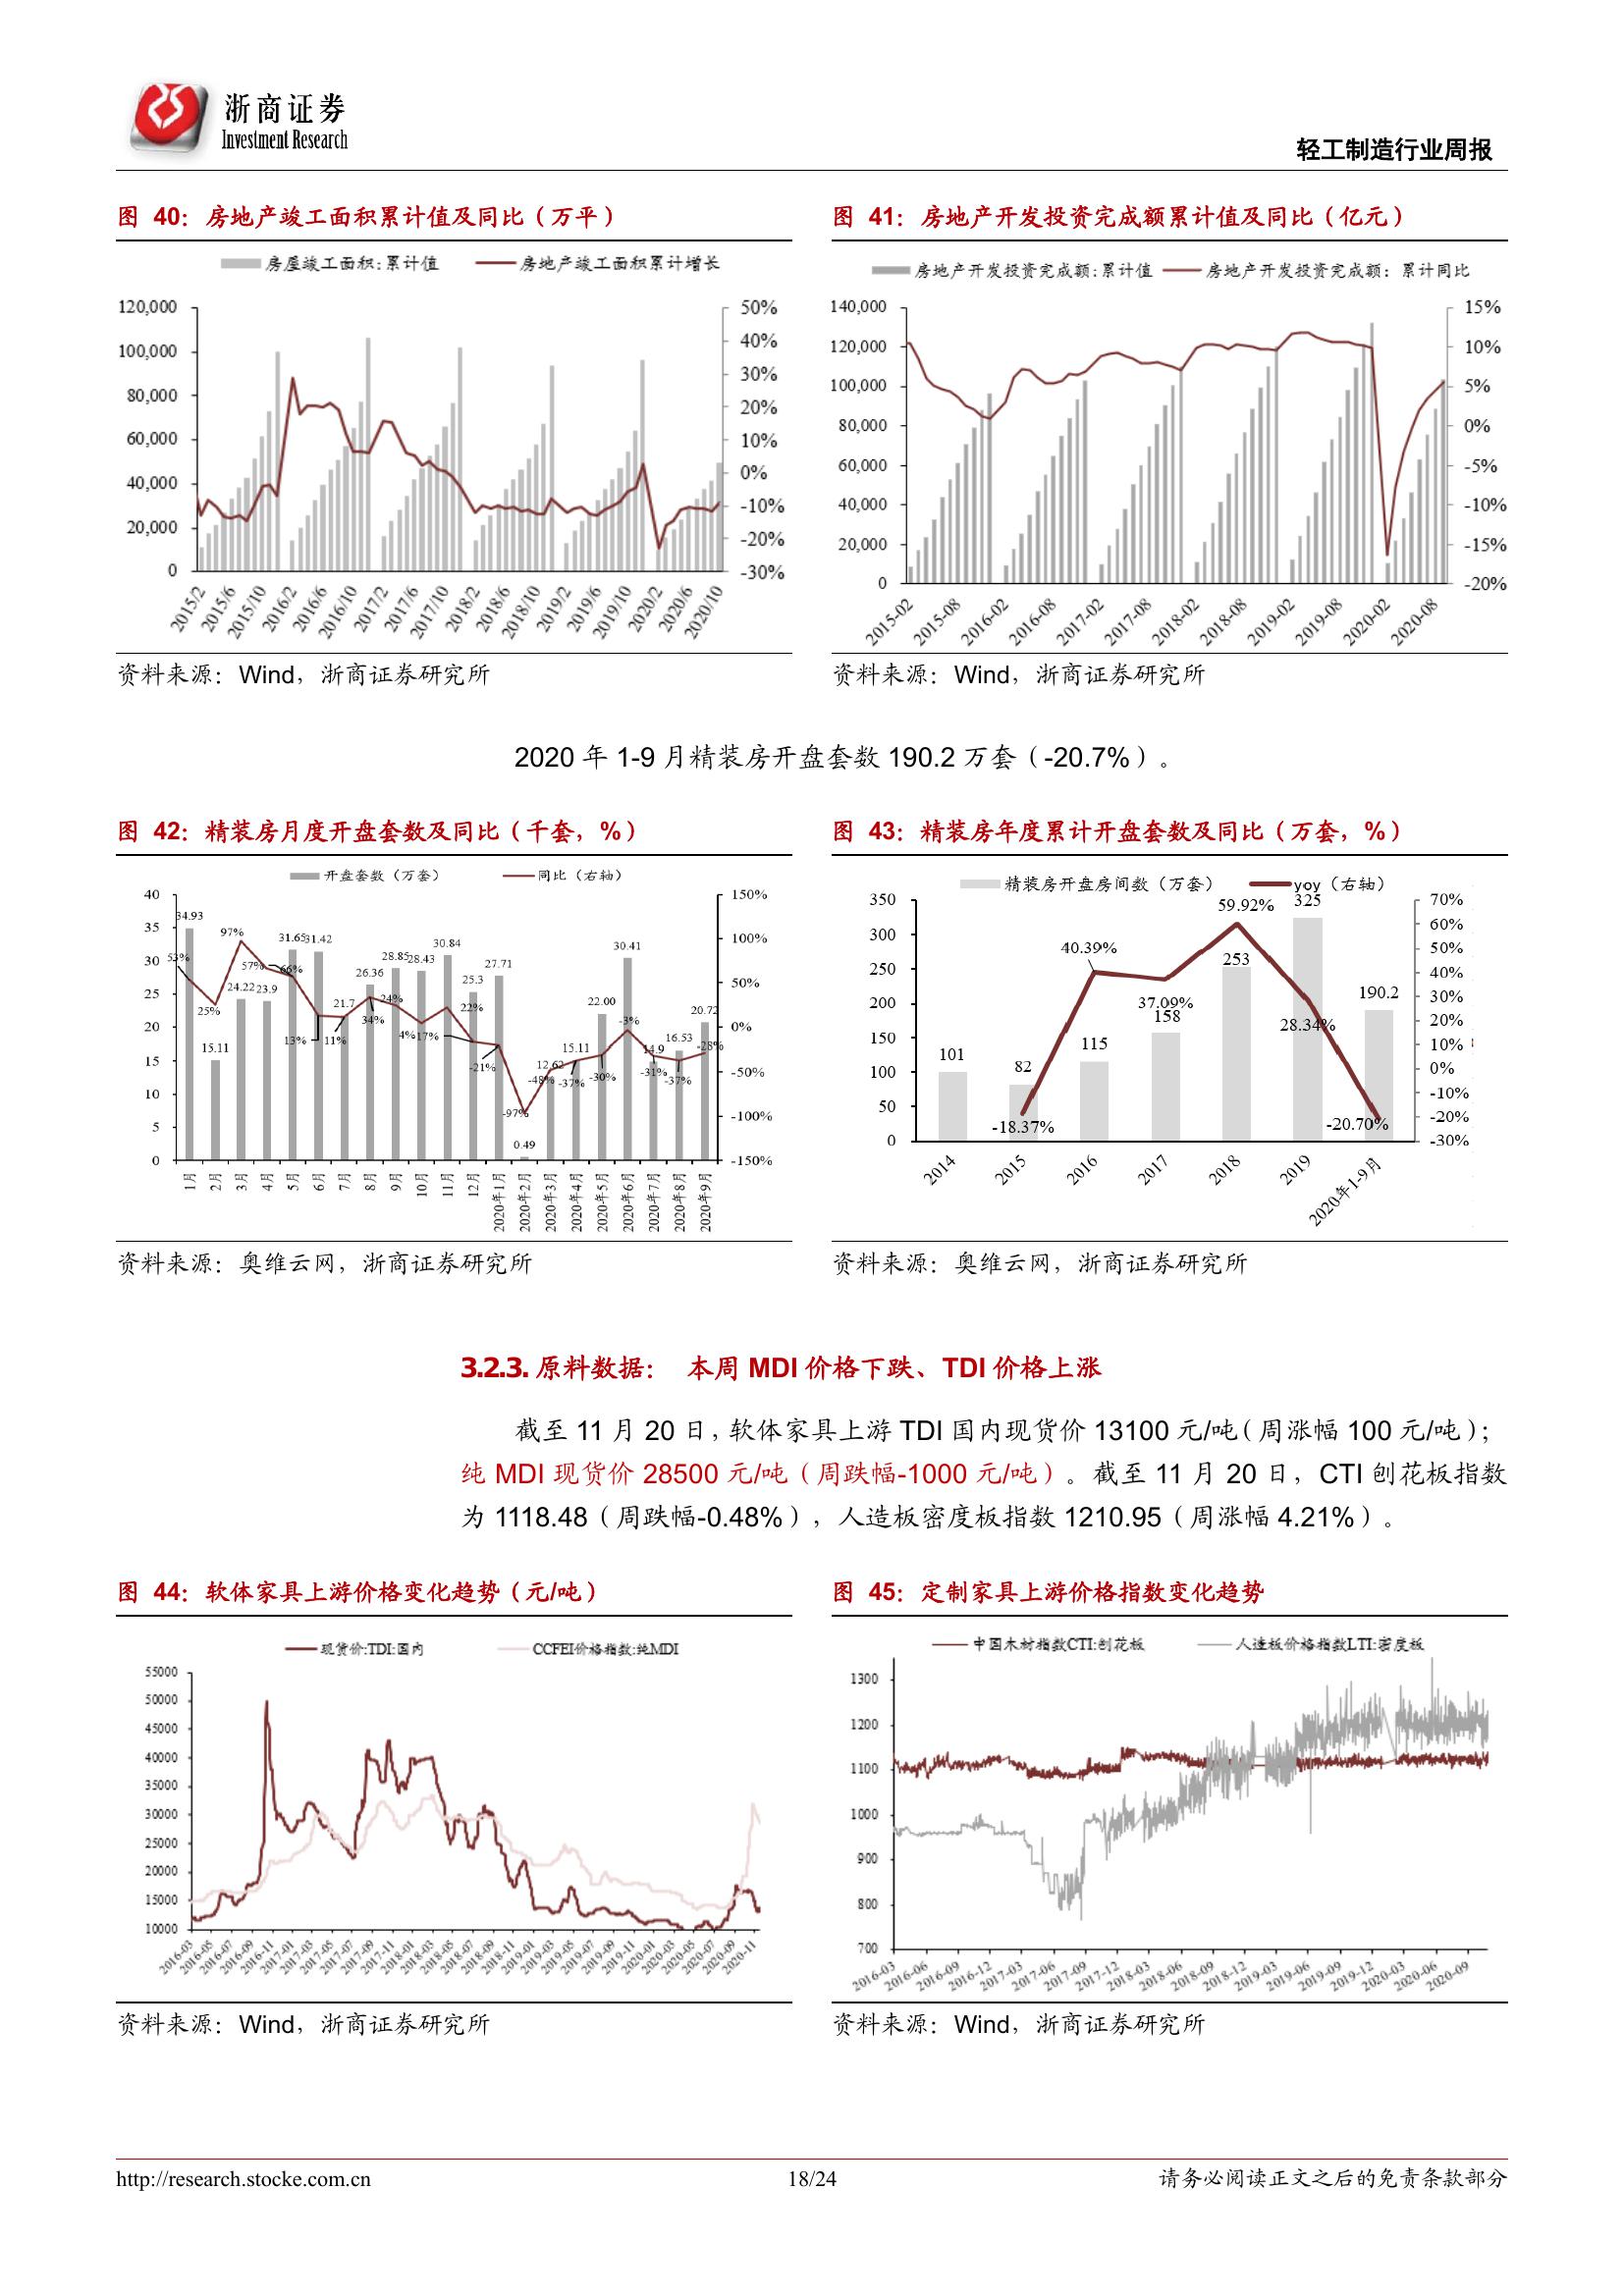 浙商证券
Investment Research
轻工制造行业周报
图 40：房地产竣工面积累计值及同比（万平）
房屋竣工面积:累计值 房地产竣工面积累计增长
120,000
100,000
80,000
60,000
40,000
20,000
0
50%
40%
30%
20%
10%
0%
-10%
-20%
-30%
2015/2 2015/6 2015/10 2016/2 2016/6 2016/10 2017/2 2017/6 2017/10 2018/2 2018/6 2018/10 2019/2 2019/6 2019/10 2020/2 2020/6 2020/10
资料来源：Wind，浙商证券研究所
图 41：房地产开发投资完成额累计值及同比（亿元）
房地产开发投资完成额:累计值 房地产开发投资完成额：累计同比
140,000
120,000
100,000
80,000
60,000
40,000
20,000
0
15%
10%
5%
0%
-5%
-10%
-15%
-20%
2015-02 2015-08 2016-02 2016-08 2017-02 2017-08 2018-02 2018-08 2019-02 2019-08 2020-02 2020-08
资料来源：Wind，浙商证券研究所
2020 年 1-9 月精装房开盘套数 190.2 万套（-20.7%）。
图 42：精装房月度开盘套数及同比（千套，%）
开盘套数（万套） 同比（右轴）
40
35
30
25
20
15
10
5
0
150%
100%
50%
0%
-50%
-100%
-150%
34.93 15.11 24.22 23.9 31.65 31.42 21.7 26.36 28.85 28.43 30.84 25.3 27.71 0.49 12.62 15.11 22.00 30.41 14.9 16.53 20.72
53% 25% 97% 57% 66% 13% 11% 34% 24% 4% 22% 17% -21% -97% -48% -37% -30% -3% -31% -37% -28%
1月 2月 3月 4月 5月 6月 7月 8月 9月 10月 11月 12月 2020年1月 2020年2月 2020年3月 2020年4月 2020年5月 2020年6月 2020年7月 2020年8月 2020年9月
资料来源：奥维云网，浙商证券研究所
图 43：精装房年度累计开盘套数及同比（万套，%）
精装房开盘房间数（万套） yoy（右轴）
350
300
250
200
150
100
50
0
70%
60%
50%
40%
30%
20%
10%
0%
-10%
-20%
-30%
101 82 115 158 253 325 190.2
-18.37% 40.39% 37.09% 59.92% 28.34% -20.70%
2014 2015 2016 2017 2018 2019 2020年1-9月
资料来源：奥维云网，浙商证券研究所
3.2.3. 原料数据： 本周 MDI 价格下跌、TDI 价格上涨
截至 11 月 20 日，软体家具上游 TDI 国内现货价 13100 元/吨（周涨幅 100 元/吨）；
纯 MDI 现货价 28500 元/吨（周跌幅-1000 元/吨）。截至 11 月 20 日，CTI 刨花板指数
为 1118.48（周跌幅-0.48%），人造板密度板指数 1210.95（周涨幅 4.21%）。
图 44：软体家具上游价格变化趋势（元/吨）
现货价:TDI:国内 CCFEI价格指数:纯MDI
55000
50000
45000
40000
35000
30000
25000
20000
15000
10000
2016-03 2016-05 2016-07 2016-09 2016-11 2017-01 2017-03 2017-05 2017-07 2017-09 2017-11 2018-01 2018-03 2018-05 2018-07 2018-09 2018-11 2019-01 2019-03 2019-05 2019-07 2019-09 2019-11 2020-01 2020-03 2020-05 2020-07 2020-09 2020-11
资料来源：Wind，浙商证券研究所
图 45：定制家具上游价格指数变化趋势
中国木材指数CTI:刨花板 人造板价格指数LTI:密度板
1300
1200
1100
1000
900
800
700
2016-03 2016-06 2016-09 2016-12 2017-03 2017-06 2017-09 2017-12 2018-03 2018-06 2018-09 2018-12 2019-03 2019-06 2019-09 2019-12 2020-03 2020-06 2020-09
资料来源：Wind，浙商证券研究所
http://research.stocke.com.cn
18/24
请务必阅读正文之后的免责条款部分